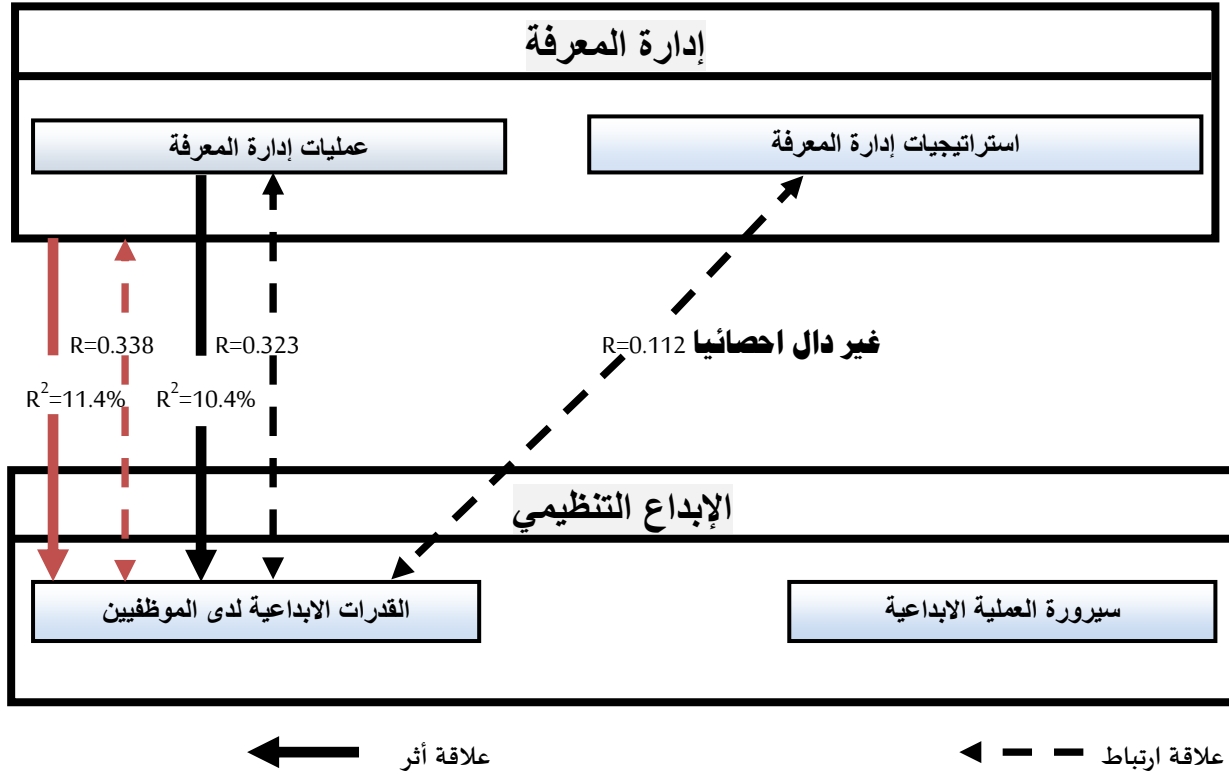 إدارة المعرفة
استراتيجيات إدارة المعرفة
عمليات إدارة المعرفة
غير دال احصائيا R=0.112
R=0.323
R=0.338
R²=10.4%
R²=11.4%
الإبداع التنظيمي
سيرورة العملية الابداعية
القدرات الابداعية لدى الموظفيين
علاقة ارتباط
علاقة أثر